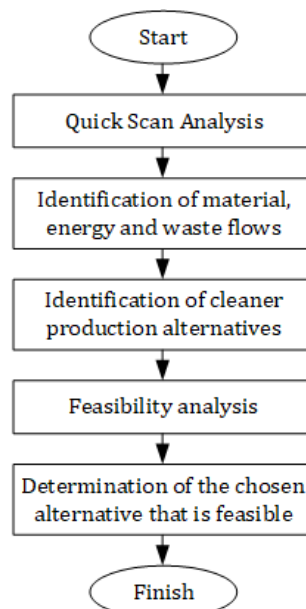 Start
Quick Scan Analysis
Identification of material,
energy and waste flows
Identification of cleaner
production alternatives
Feasibility analysis
Determination of the chosen
alternative that is feasible
Finish